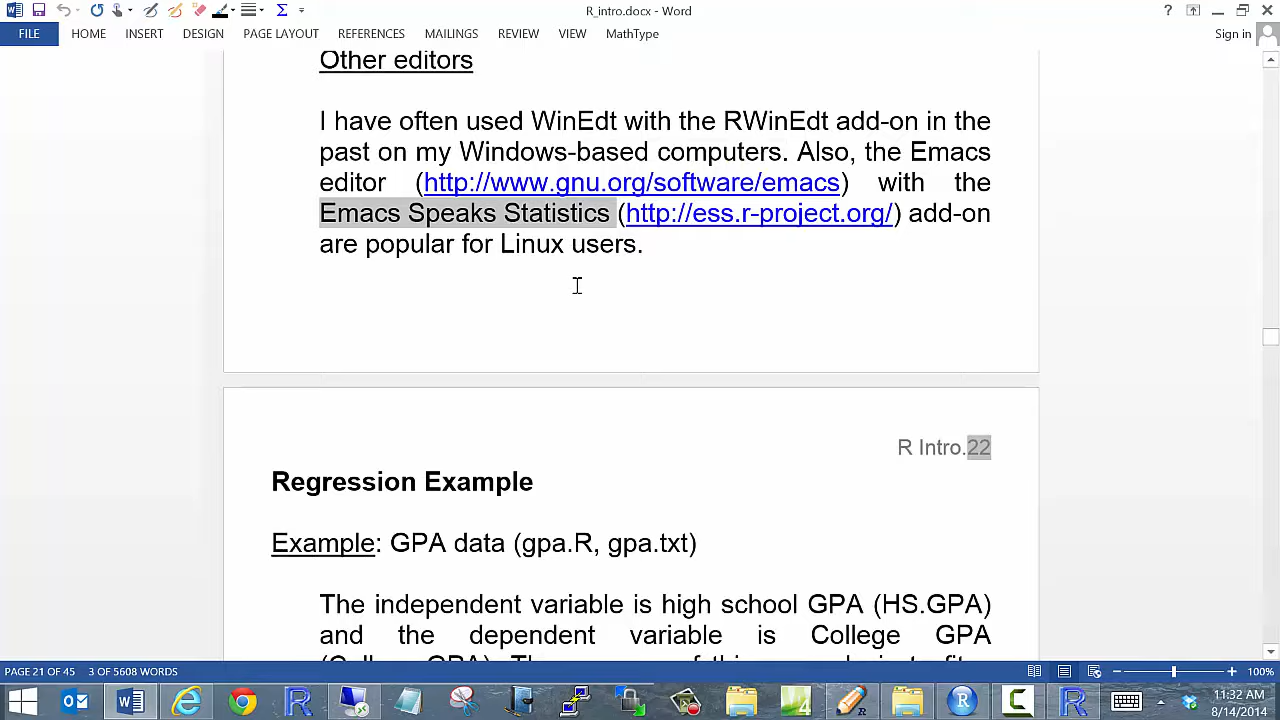 R_intro.docx - Word
FILE HOME INSERT DESIGN PAGE LAYOUT REFERENCES MAILINGS REVIEW VIEW MathType Sign in
Other editors
I have often used WinEdt with the RWinEdt add-on in the
past on my Windows-based computers. Also, the Emacs
editor (http://www.gnu.org/software/emacs) with the
Emacs Speaks Statistics (http://ess.r-project.org/) add-on
are popular for Linux users.
R Intro.22
Regression Example
Example: GPA data (gpa.R, gpa.txt)
The independent variable is high school GPA (HS.GPA)
and the dependent variable is College GPA
PAGE 21 OF 45 3 OF 5608 WORDS 100%
11:32 AM
8/14/2014